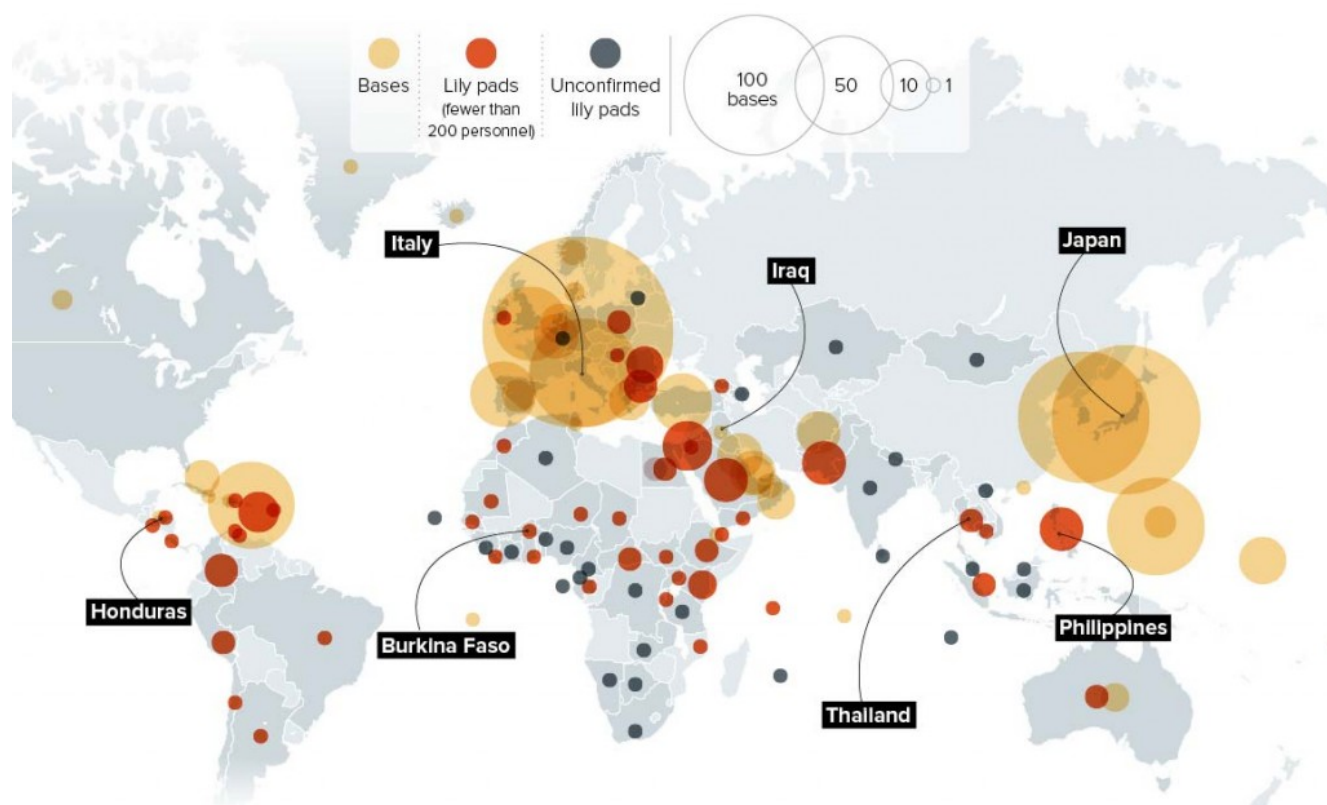 Bases
Lily pads
(fewer than
200 personnel)
Unconfirmed
lily pads
100
bases
50
10
1
Italy
Iraq
Japan
Honduras
Burkina Faso
Thailand
Philippines